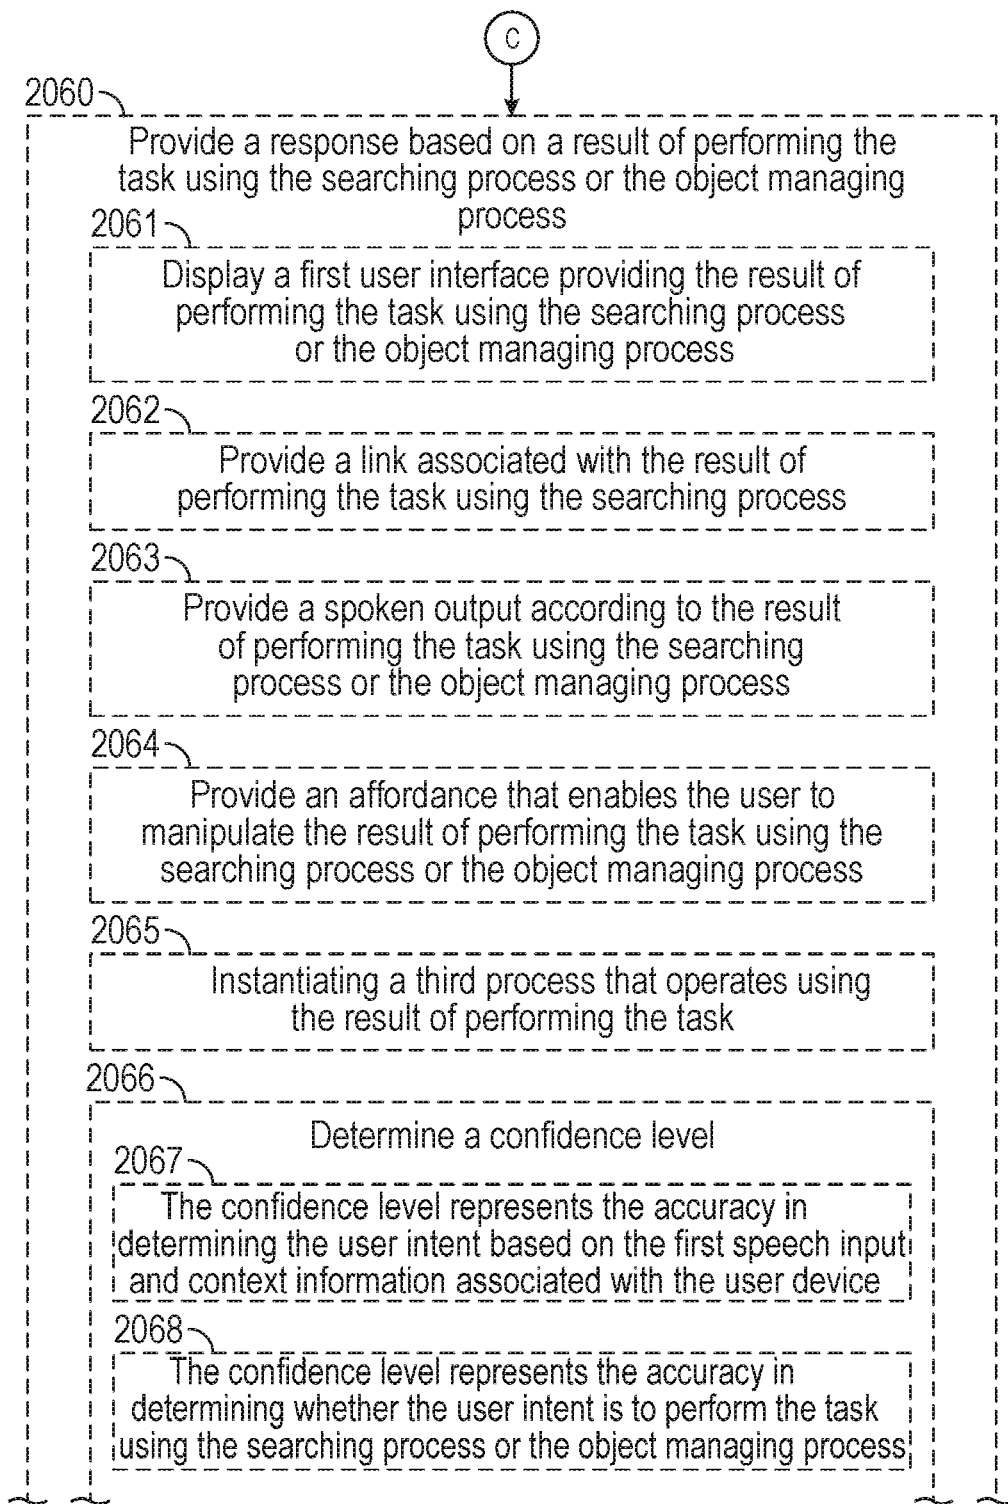 C
2060
Provide a response based on a result of performing the
task using the searching process or the object managing
process
2061
Display a first user interface providing the result of
performing the task using the searching process
or the object managing process
2062
Provide a link associated with the result of
performing the task using the searching process
2063
Provide a spoken output according to the result
of performing the task using the searching
process or the object managing process
2064
Provide an affordance that enables the user to
manipulate the result of performing the task using the
searching process or the object managing process
2065
Instantiating a third process that operates using
the result of performing the task
2066
Determine a confidence level
2067
The confidence level represents the accuracy in
determining the user intent based on the first speech input
and context information associated with the user device
2068
The confidence level represents the accuracy in
determining whether the user intent is to perform the task
using the searching process or the object managing process